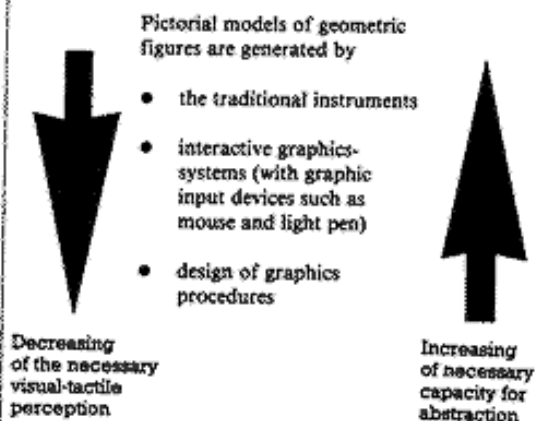 Pictorial models of geometric
figures are generated by
• the traditional instruments
• interactive graphics-
systems (with graphic
input devices such as
mouse and light pen)
• design of graphics
procedures
Decreasing
of the necessary
visual-tactile
perception
Increasing
of necessary
capacity for
abstraction